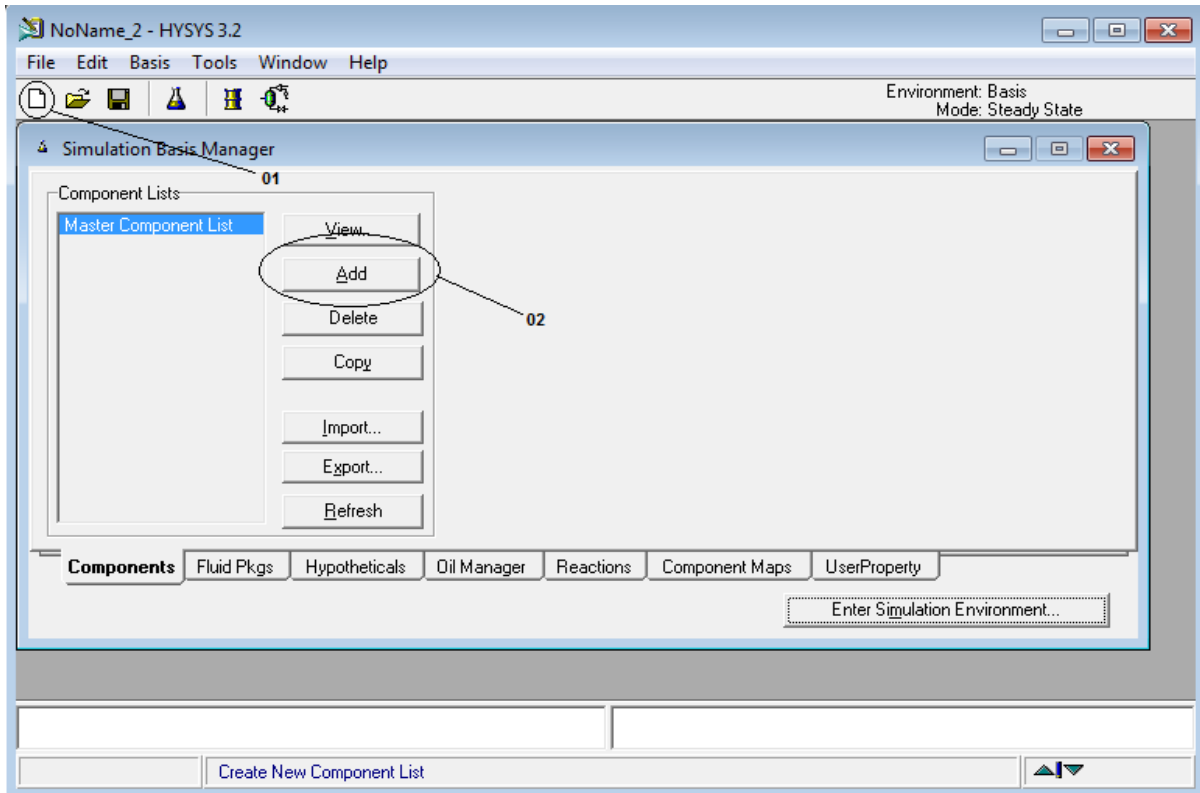 NoName_2 - HYSYS 3.2
File Edit Basis Tools Window Help
Environment: Basis
Mode: Steady State
Simulation Basis Manager
01
Component Lists
Master Component List
View...
Add
02
Delete
Copy
Import...
Export...
Refresh
Components Fluid Pkgs Hypotheticals Oil Manager Reactions Component Maps UserProperty
Enter Simulation Environment...
Create New Component List